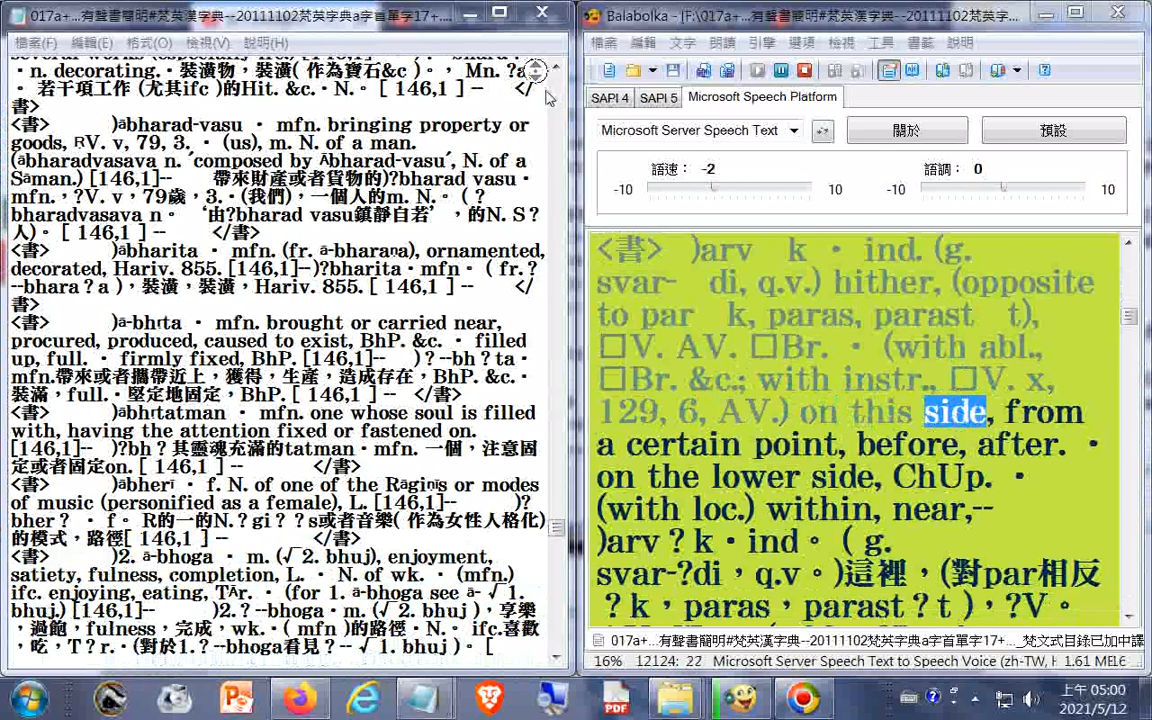 有聲書簡明#梵英漢字典--20111102梵英字典a字首單字17+...
檔案(F) 編輯(E) 格式(O) 檢視(V) 說明(H)
・n. decorating.・裝潢物，裝潢( 作為寶石&c )。， Mn. ?a
。 若干項工作 (尤其ifc )的Hit. &c.・N.。[ 146,1 ] -- </
書>
<書> )ābharad-vasu ・ mfn. bringing property or
goods, RV. v, 79, 3. ・ (us), m. N. of a man.
(ābharadvasava n. 'composed by Ābharad-vasu', N. of a
Sāman.) [146,1]-- 帶來財產或者貨物的)?bharad vasu・
mfn.，?V. v，79歲，3.・(我們)，一個人的m. N.。( ?
bharadvasava n。 '由?bharad vasu鎮靜自若'，的N. S？
人)。[ 146,1 ] -- </書>
<書> )ābharita ・ mfn. (fr. ā-bharaṇa), ornamented,
decorated, Hariv. 855. [146,1]--)?bharita・mfn・ ( fr.?
--bhara？a )，裝潢，裝潢，Hariv. 855. [ 146,1 ] -- </
書>
<書> )ā-bhṛta ・ mfn. brought or carried near,
procured, produced, caused to exist, BhP. &c. ・ filled
up, full. ・ firmly fixed, BhP. [146,1]-- )？--bh？ta・
mfn.帶來或者攜帶近上，獲得，生產，造成存在，BhP. &c.・
裝滿，full.・堅定地固定，BhP. [ 146,1 ] -- </書>
<書> )ābhṛtatman ・ mfn. one whose soul is filled
with, having the attention fixed or fastened on.
[146,1]-- )?bh？其靈魂充滿的tatman・mfn. 一個，注意固
定或者固定on. [ 146,1 ] -- </書>
<書> )ābherī ・ f. N. of one of the Rāgiṇīs or modes
of music (personified as a female), L. [146,1]-- )?
bher？ ・f。 R的一的N.？gi？？s或者音樂( 作為女性人格化)
的模式，路徑[ 146,1 ] -- </書>
<書> )2. ā-bhoga ・ m. (√ 2. bhuj), enjoyment,
satiety, fulness, completion, L. ・ N. of wk. ・ (mfn.)
ifc. enjoying, eating, TĀr. ・ (for 1. ā-bhoga see ā- √ 1.
bhuj.) [146,1]-- )2.？--bhoga・m. (√ 2. bhuj )，享樂
，過飽，fulness，完成，wk.・( mfn )的路徑・N.。 ifc.喜歡
，吃，T？r.・(對於1.？--bhoga看見？-- √ 1. bhuj )。[
Balabolka - [F:\017a+...有聲書簡明#梵英漢字典--20111102梵英字...
檔案 編輯 文字 朗讀 引擎 選項 檢視 工具 書籤 說明
SAPI 4 SAPI 5 Microsoft Speech Platform
Microsoft Server Speech Text 關於 預設
語速： -2 語調： 0
-10 10 -10 10
<書> )arv k ・ ind. (g.
svar- di, q.v.) hither, (opposite
to par k, paras, parast t),
□V. AV. □Br. ・ (with abl.,
□Br. &c.; with instr., □V. x,
129, 6, AV.) on this side, from
a certain point, before, after. ・
on the lower side, ChUp. ・
(with loc.) within, near,--
)arv？k・ind。( g.
svar-?di，q.v。)這裡，(對par相反
？k，paras，parast？t )，?V。
017a+...有聲書簡明#梵英漢字典--20111102梵英字典a字首單字17+...梵文式目錄已加中譯
16% 12124: 22 Microsoft Server Speech Text to Speech Voice (zh-TW, H 1.61 МБ
上午 05:00
2021/5/12